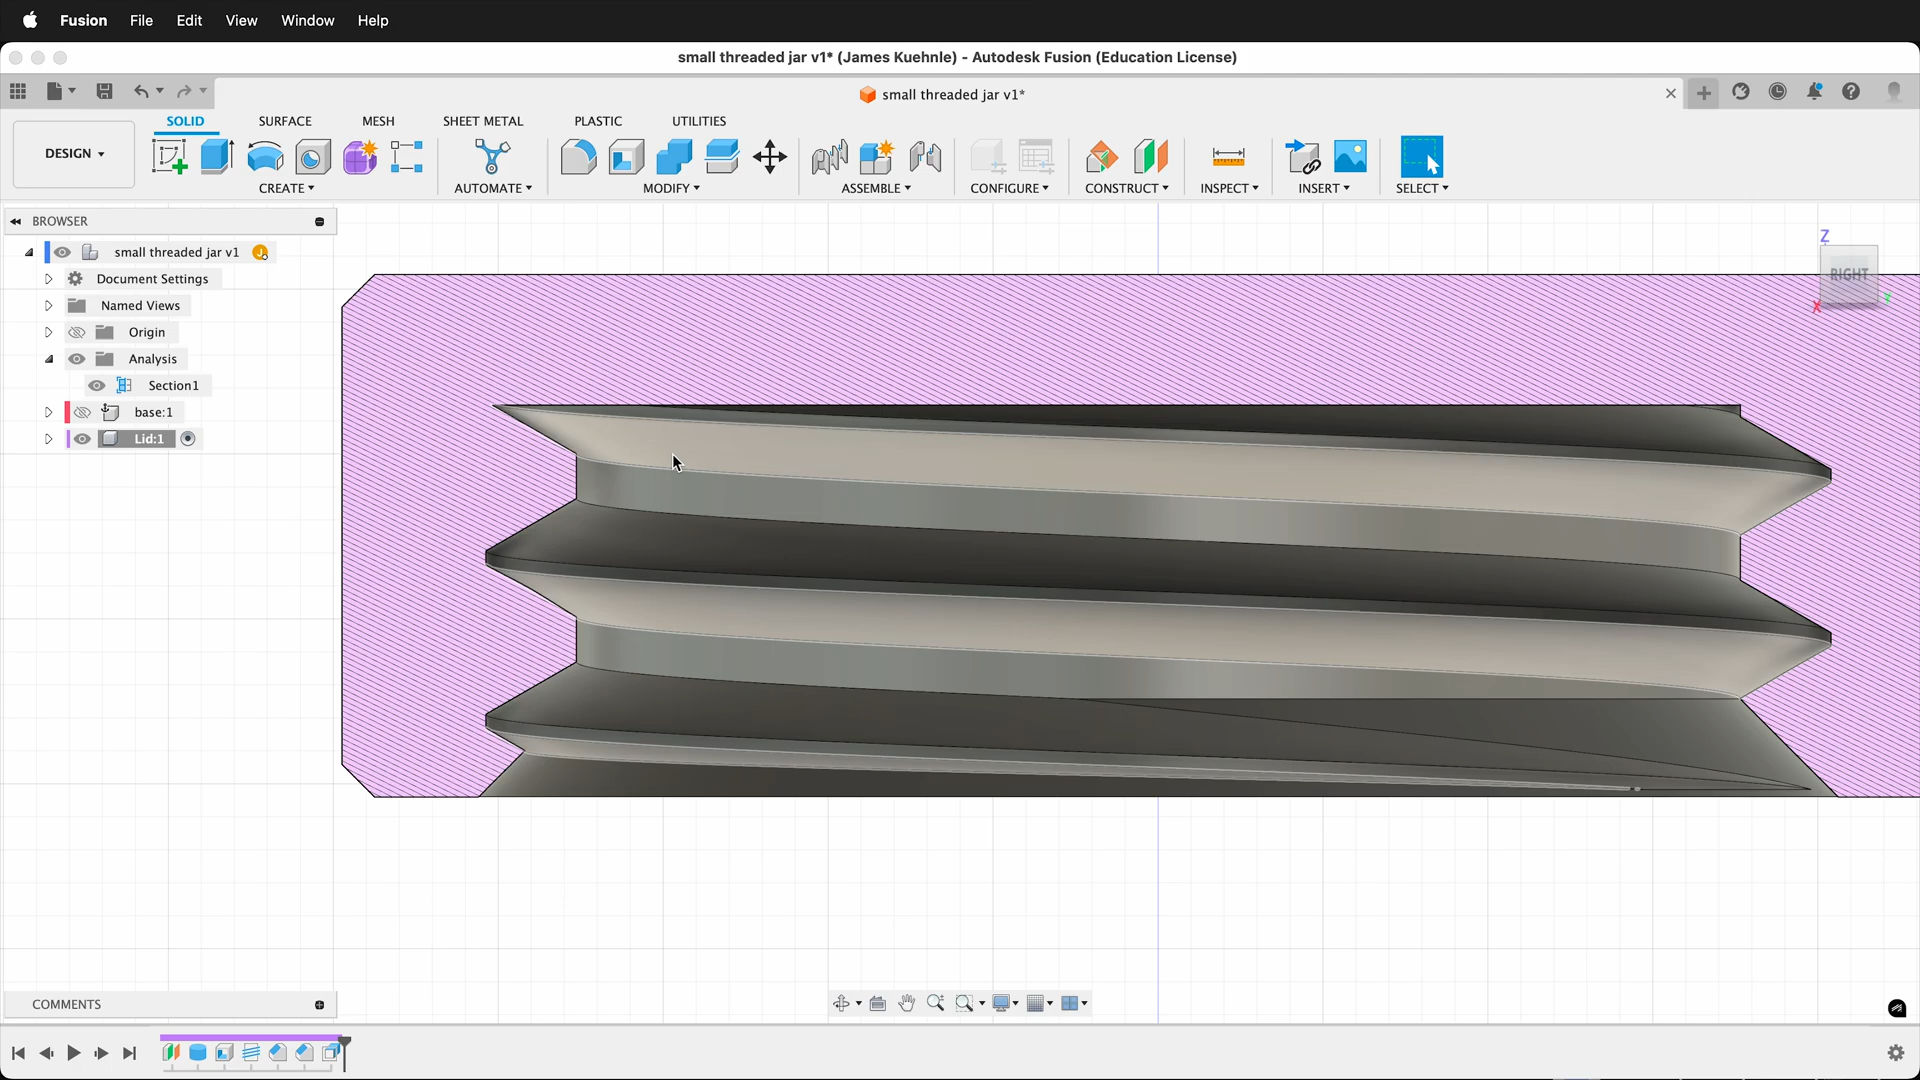 Fusion File Edit View Window Help
small threaded jar v1* (James Kuehnle) - Autodesk Fusion (Education License)
small threaded jar v1*
SOLID SURFACE MESH SHEET METAL PLASTIC UTILITIES
DESIGN
CREATE AUTOMATE MODIFY ASSEMBLE CONFIGURE CONSTRUCT INSPECT INSERT SELECT
BROWSER
small threaded jar v1
Document Settings
Named Views
Origin
Analysis
Section1
base:1
Lid:1
Z
RIGHT
X Y
COMMENTS